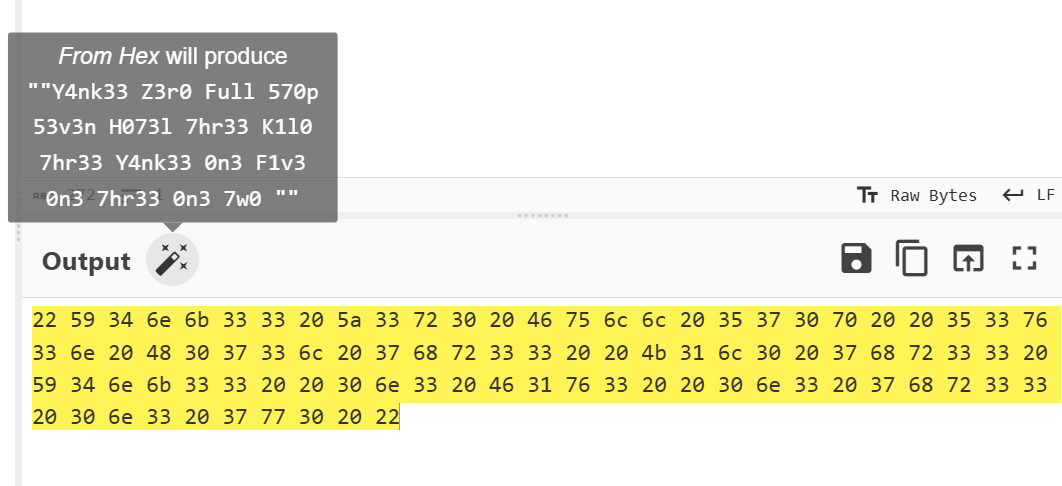 From Hex will produce
""Y4nk33 Z3r0 Full 570p
53v3n H073l 7hr33 K1l0
7hr33 Y4nk33 0n3 F1v3
0n3 7hr33 0n3 7w0 ""
Raw Bytes LF
Output
22 59 34 6e 6b 33 33 20 5a 33 72 30 20 46 75 6c 6c 20 35 37 30 70 20 20 35 33 76
33 6e 20 48 30 37 33 6c 20 37 68 72 33 33 20 20 4b 31 6c 30 20 37 68 72 33 33 20
59 34 6e 6b 33 33 20 20 30 6e 33 20 46 31 76 33 20 20 30 6e 33 20 37 68 72 33 33
20 30 6e 33 20 37 77 30 20 22